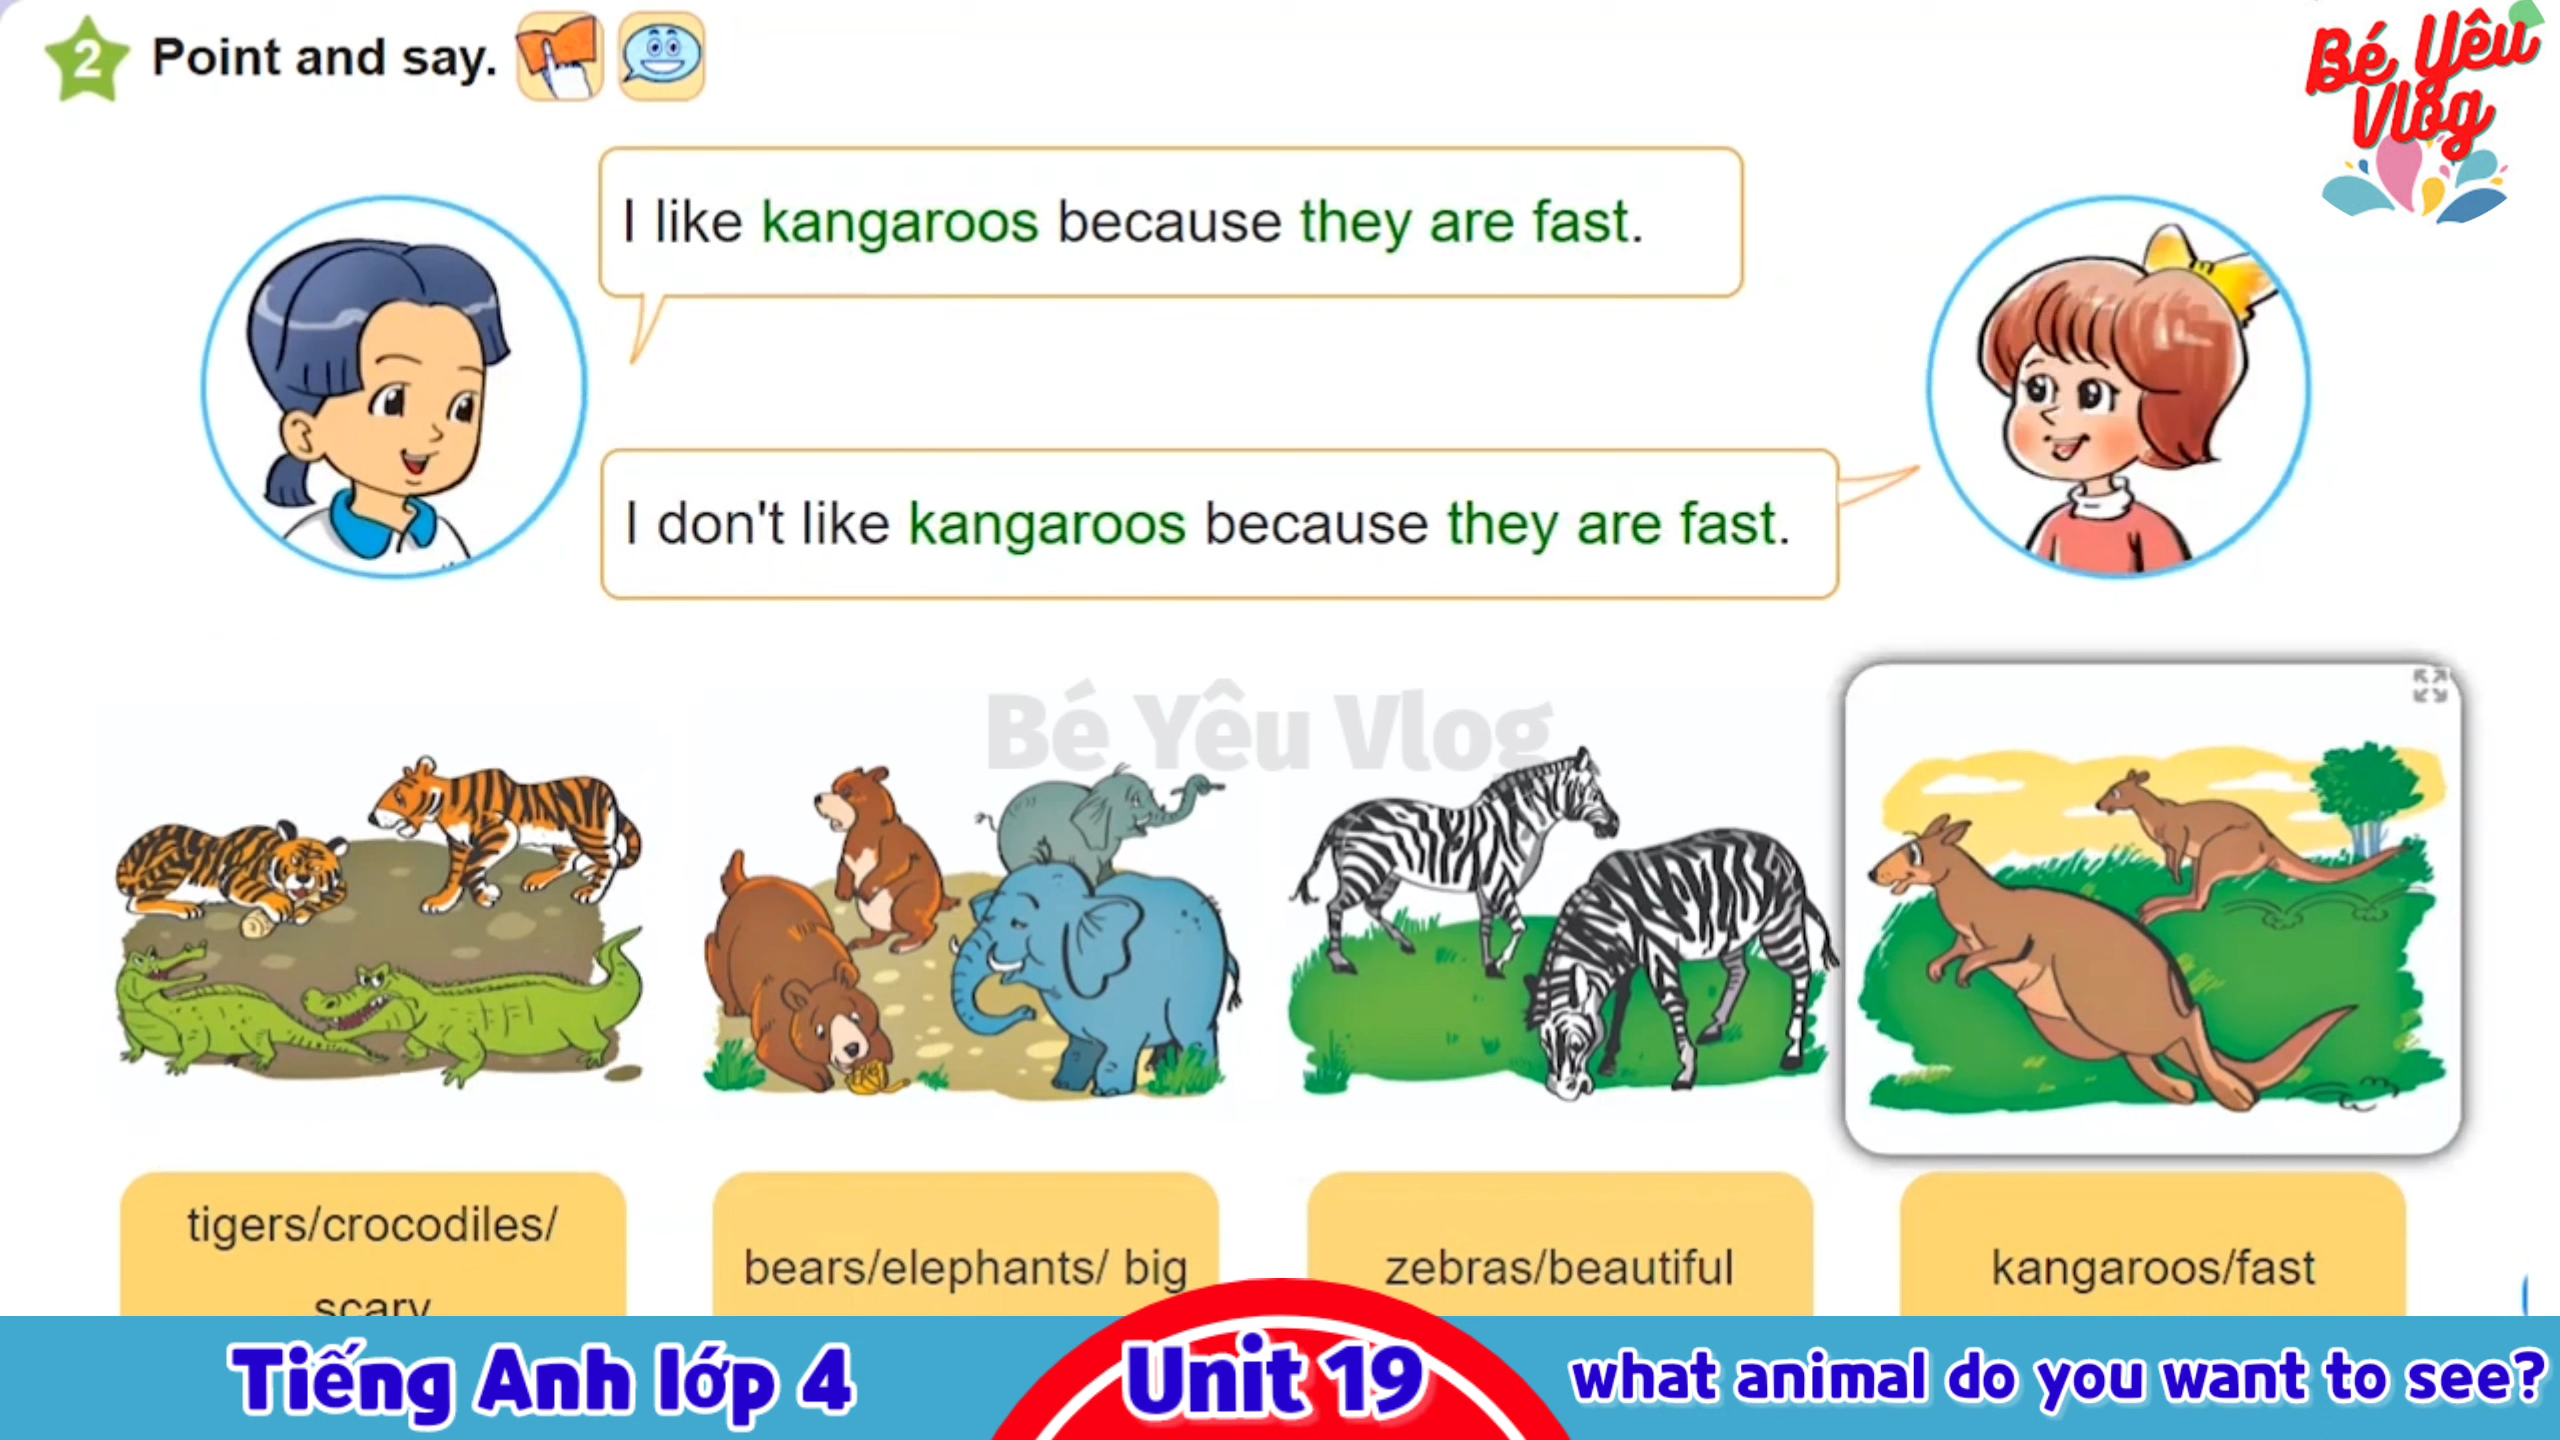 2 Point and say.
Bé Yêu
Vlog
I like kangaroos because they are fast.
I don't like kangaroos because they are fast.
Bé Yêu Vlog
tigers/crocodiles/
scary
bears/elephants/ big
zebras/beautiful
kangaroos/fast
Tiếng Anh lớp 4
Unit 19
what animal do you want to see?